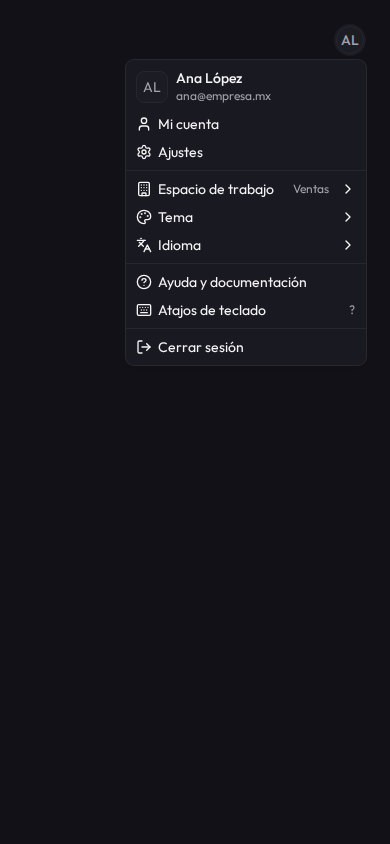 AL
AL
Ana López
ana@empresa.mx
Mi cuenta
Ajustes
Espacio de trabajo Ventas
Tema
Idioma
Ayuda y documentación
Atajos de teclado ?
Cerrar sesión